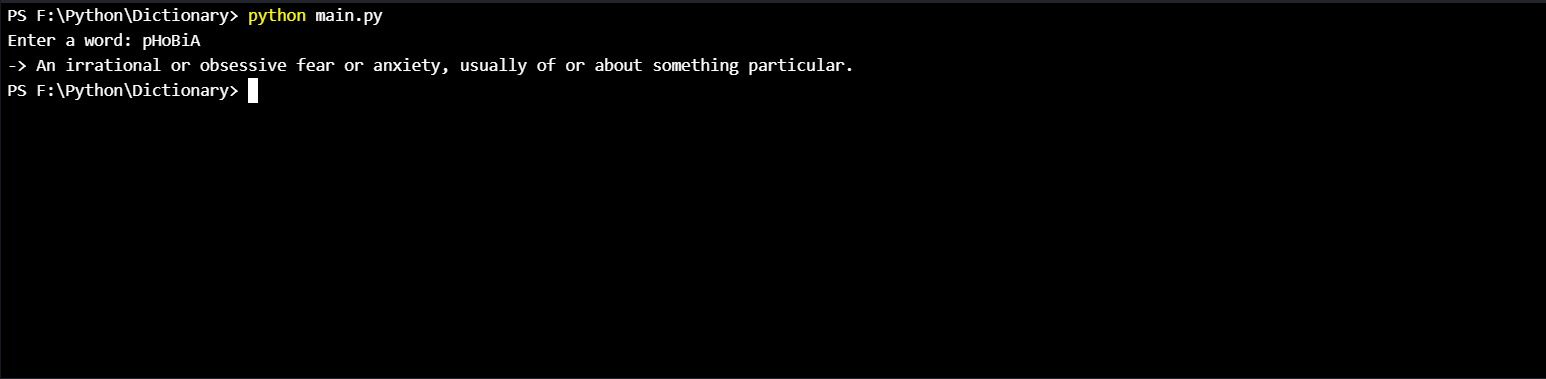 PS F:\Python\Dictionary> python main.py
Enter a word: pHoBiA
-> An irrational or obsessive fear or anxiety, usually of or about something particular.
PS F:\Python\Dictionary>